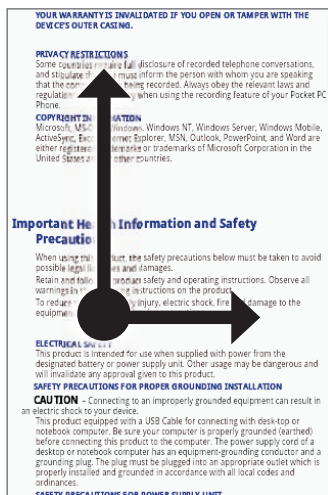 YOUR WARRANTY IS INVALIDATED IF YOU OPEN OR TAMPER WITH THE
DEVICE'S OUTER CASING.
PRIVACY RESTRICTIONS
Some countries require full disclosure of recorded telephone conversations,
and stipulate that must inform the person with whom you are speaking
that the being recorded. Always obey the relevant laws and
when using the recording feature of your Pocket PC
Phone.
COPYRIGHT INFORMATION
Microsoft, Windows, Windows NT, Windows Server, Windows Mobile,
ActiveSync, Explorer, MSN, Outlook, PowerPoint, and Word are
either or trademarks of Microsoft Corporation in the
United States other countries.
Important Health Information and Safety
Precautions
When using this product, the safety precautions below must be taken to avoid
possible legal and damages.
Retain and follow product safety and operating instructions. Observe all
warnings in instructions on the product.
To reduce injury, electric shock, fire damage to the
ELECTRICAL SAFETY
This product is intended for use when supplied with power from the
designated battery or power supply unit. Other usage may be dangerous and
will invalidate any approval given to this product.
SAFETY PRECAUTIONS FOR PROPER GROUNDING INSTALLATION
CAUTION – Connecting to an improperly grounded equipment can result in
an electric shock to your device.
This product equipped with a USB Cable for connecting with desk-top or
notebook computer. Be sure your computer is properly grounded (earthed)
before connecting this product to the computer. The power supply cord of a
desktop or notebook computer has an equipment-grounding conductor and a
grounding plug. The plug must be plugged into an appropriate outlet which is
properly installed and grounded in accordance with all local codes and
ordinances.
SAFETY PRECAUTIONS FOR POWER SUPPLY UNIT